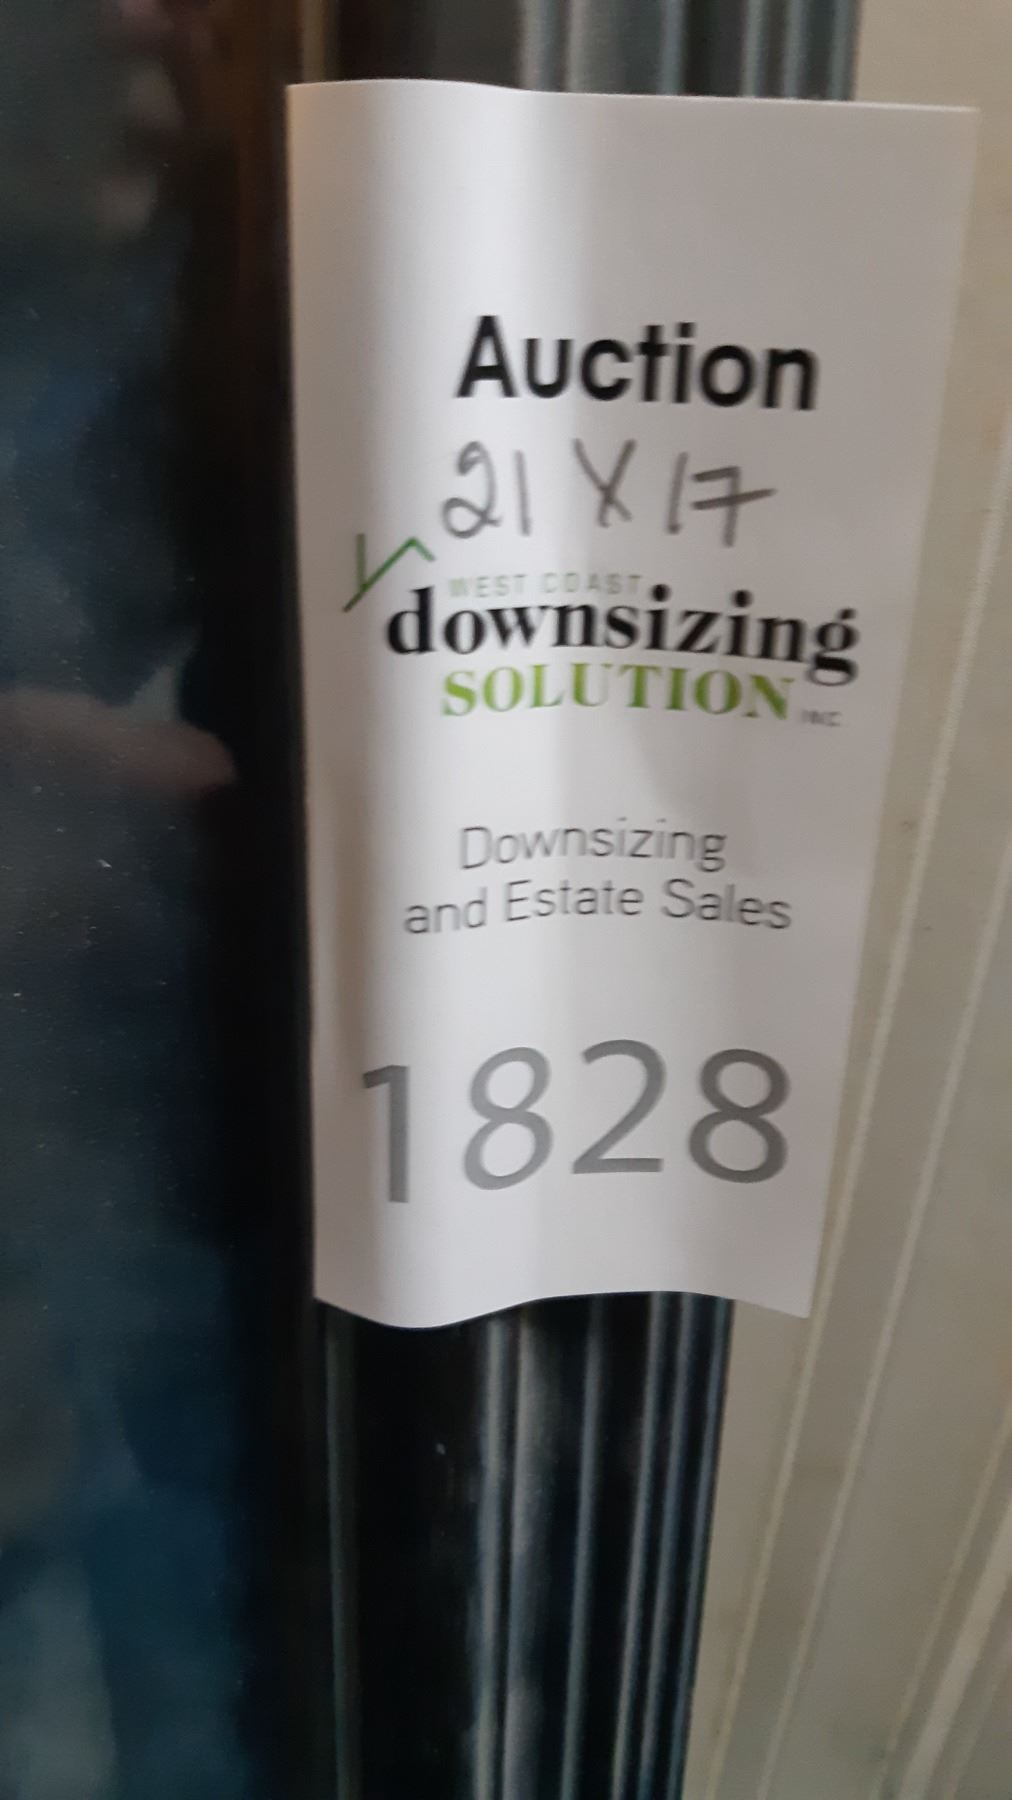 Auction
21 X 17
WEST COAST
downsizing
SOLUTION INC.
Downsizing
and Estate Sales
1828